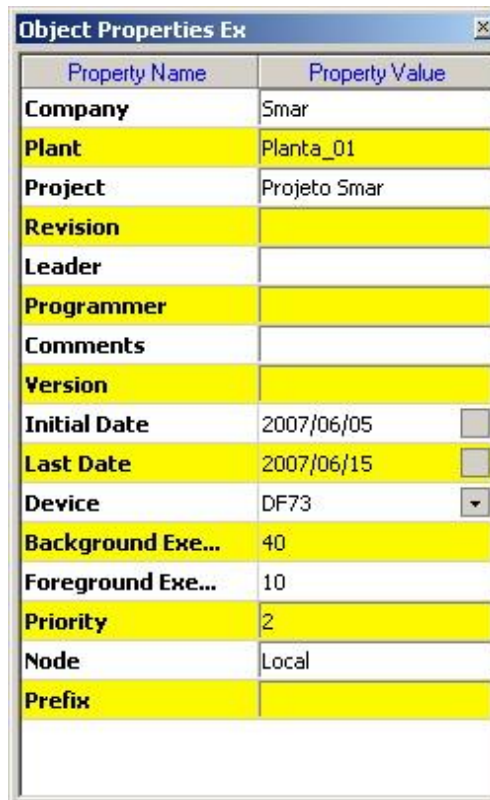 Object Properties Ex
Property Name Property Value
Company Smar
Plant Planta_01
Project Projeto Smar
Revision
Leader
Programmer
Comments
Version
Initial Date 2007/06/05
Last Date 2007/06/15
Device DF73
Background Exe... 40
Foreground Exe... 10
Priority 2
Node Local
Prefix